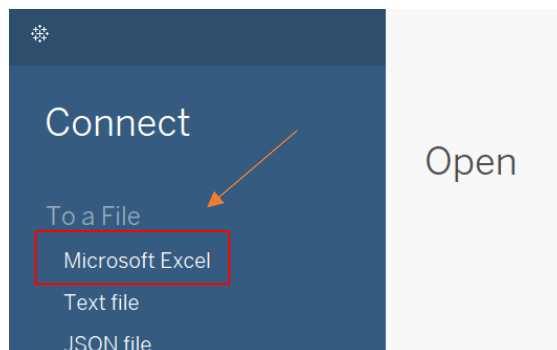 Connect
Open
To a File
Microsoft Excel
Text file
JSON file